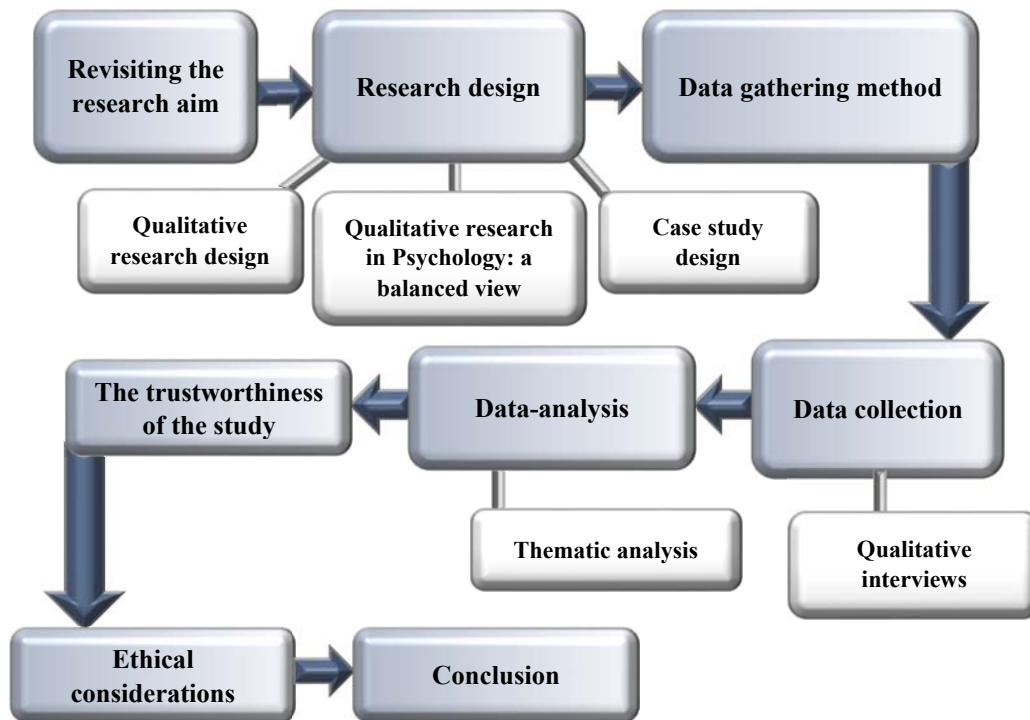 Revisiting the
research aim
Research design
Data gathering method
Qualitative
research design
Qualitative research
in Psychology: a
balanced view
Case study
design
The trustworthiness
of the study
Data-analysis
Data collection
Thematic analysis
Qualitative
interviews
Ethical
considerations
Conclusion